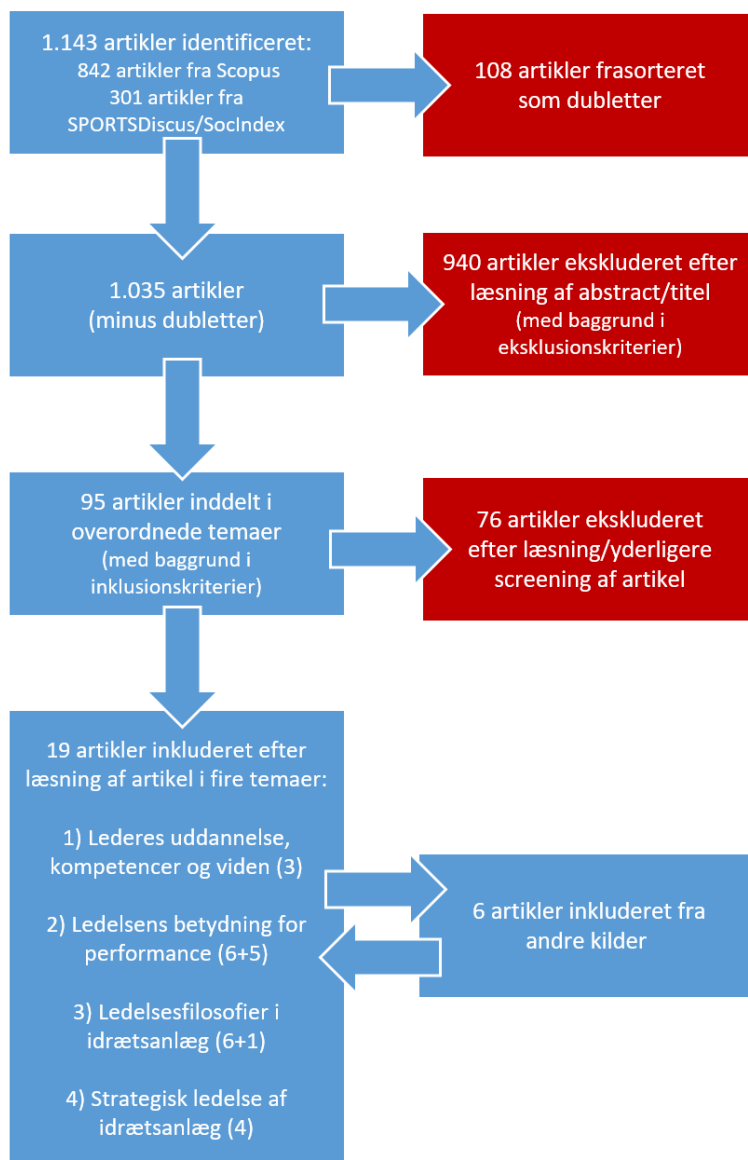 1.143 artikler identificeret:
842 artikler fra Scopus
301 artikler fra
SPORTSDiscus/SocIndex
108 artikler frasorteret
som dubletter
1.035 artikler
(minus dubletter)
940 artikler ekskluderet efter
læsning af abstract/titel
(med baggrund i
eksklusionskriterier)
95 artikler inddelt i
overordnede temaer
(med baggrund i
inklusionskriterier)
76 artikler ekskluderet
efter læsning/yderligere
screening af artikel
19 artikler inkluderet efter
læsning af artikel i fire temaer:
1) Lederes uddannelse,
kompetencer og viden (3)
2) Ledelsens betydning for
performance (6+5)
3) Ledelsesfilosofier i
idrætsanlæg (6+1)
4) Strategisk ledelse af
idrætsanlæg (4)
6 artikler inkluderet fra
andre kilder